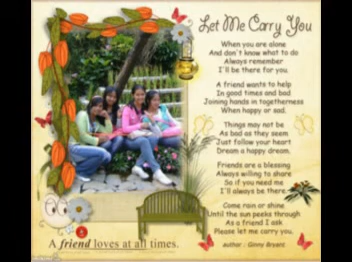 Let Me Carry You
When you are alone
And don't know what to do
Always remember
I'll be there for you.
A friend wants to help
In good times and bad
Joining hands in togetherness
When happy or sad.
Things may not be
As bad as they seem
Just follow your heart
Dream a happy dream.
Friends are a blessing
Always willing to share
So if you need me
I'll always be there.
Come rain or shine
Until the sun peeks through
As a friend I ask
Please let me carry you.
author - Ginny Bryant
A friend loves at all times.